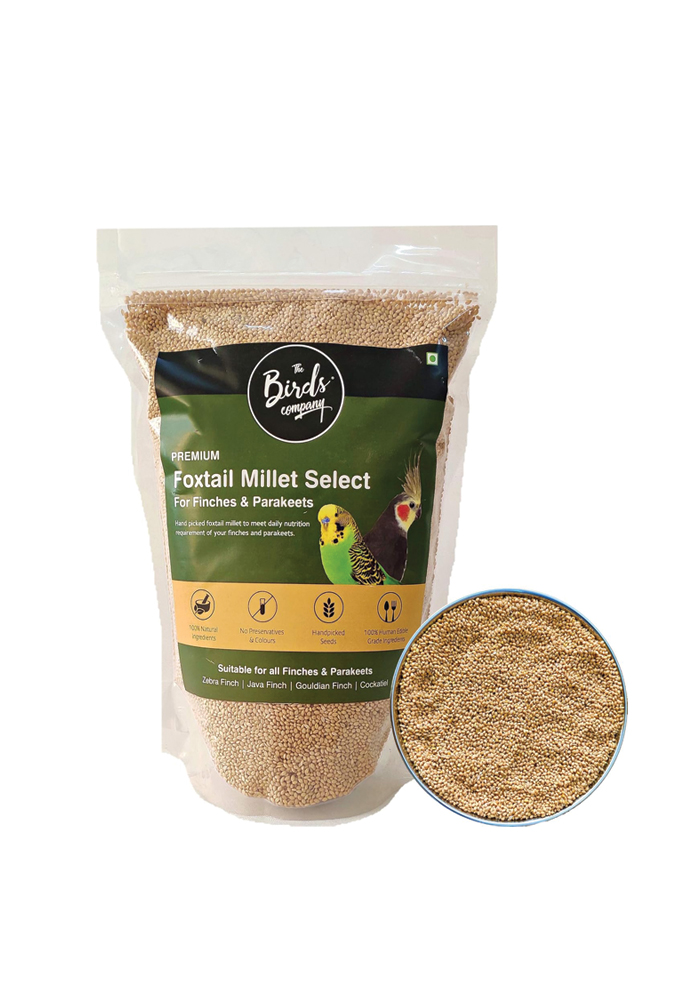 The
Birds
company
PREMIUM
Foxtail Millet Select
For Finches & Parakeets
Hand picked foxtail millet to meet daily nutrition
requirement of your finches and parakeets.
100% Natural
Ingredients
No Preservatives
& Colours
Handpicked
Seeds
100% Human Edible
Grade Ingredients
Suitable for all Finches & Parakeets
Zebra Finch | Java Finch | Gouldian Finch | Cockatiel